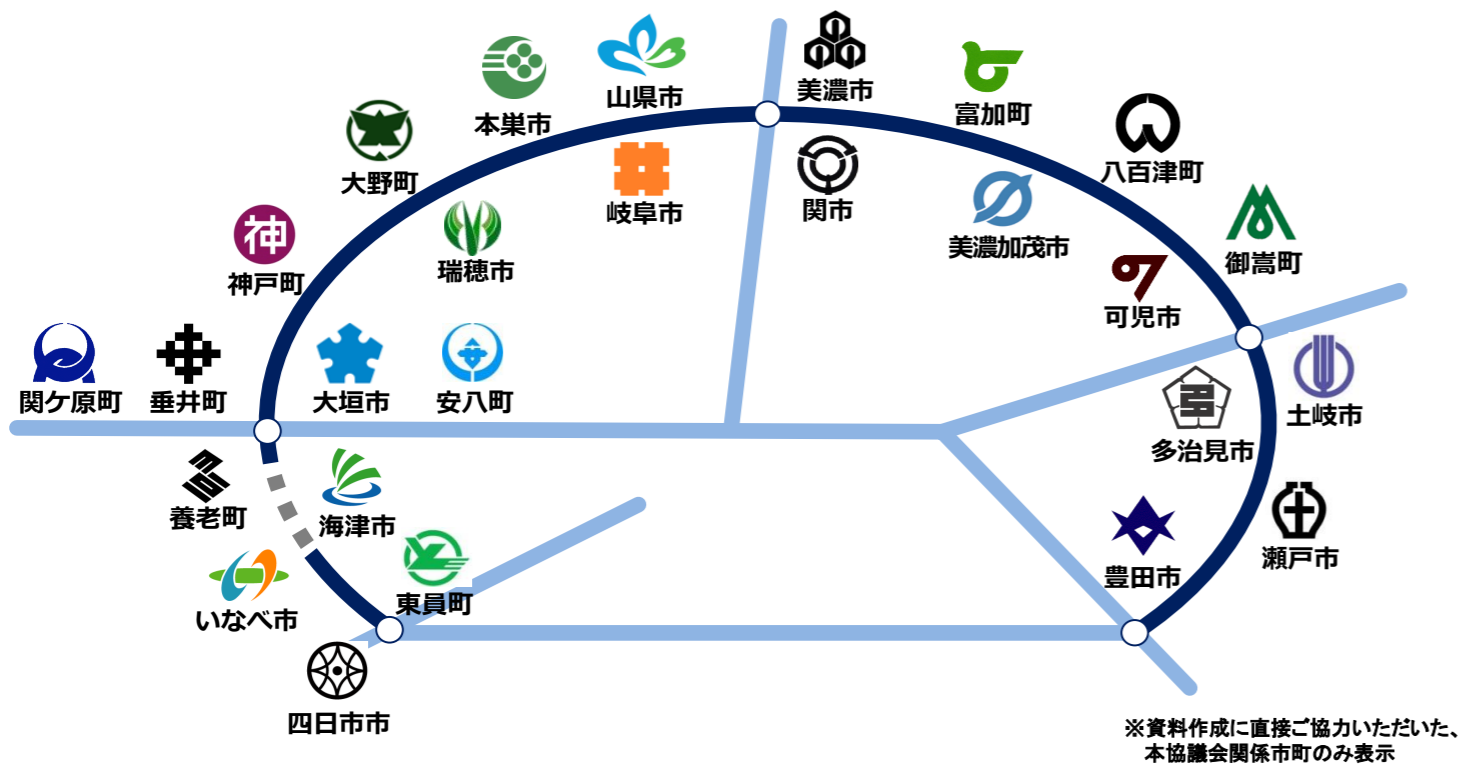 山県市
美濃市
富加町
本巣市
八百津町
大野町
岐阜市
関市
美濃加茂市
神
神戸町
瑞穂市
御嵩町
可児市
関ケ原町
垂井町
大垣市
安八町
多治見市
土岐市
養老町
海津市
瀬戸市
豊田市
いなべ市
東員町
四日市市
※資料作成に直接ご協力いただいた、
本協議会関係市町のみ表示